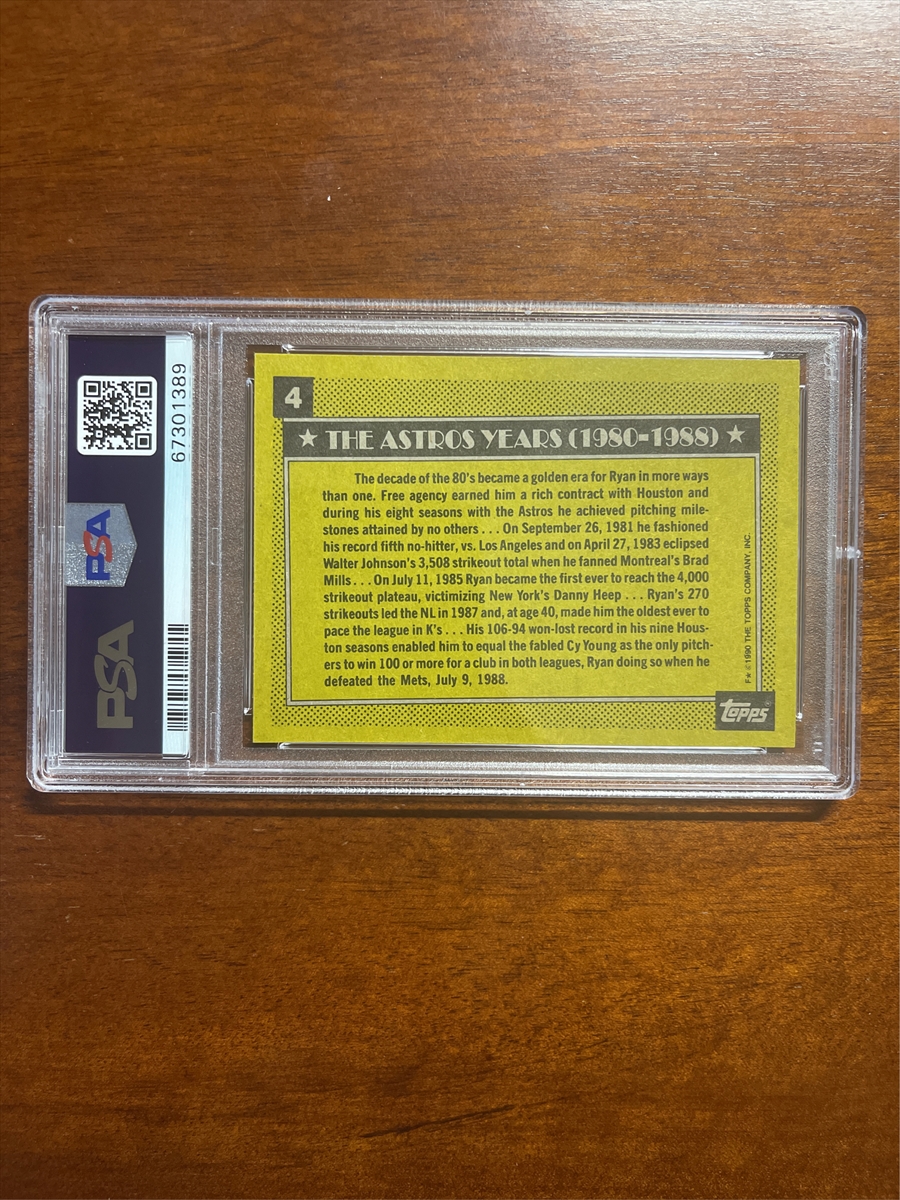 67301389
PSA
PSA
4
★ THE ASTROS YEARS (1980-1988) ★
The decade of the 80's became a golden era for Ryan in more ways
than one. Free agency earned him a rich contract with Houston and
during his eight seasons with the Astros he achieved pitching mile-
stones attained by no others . . . On September 26, 1981 he fashioned
his record fifth no-hitter, vs. Los Angeles and on April 27, 1983 eclipsed
Walter Johnson's 3,508 strikeout total when he fanned Montreal's Brad
Mills . . . On July 11, 1985 Ryan became the first ever to reach the 4,000
strikeout plateau, victimizing New York's Danny Heep . . . Ryan's 270
strikeouts led the NL in 1987 and, at age 40, made him the oldest ever to
pace the league in K's . . . His 106-94 won-lost record in his nine Hous-
ton seasons enabled him to equal the fabled Cy Young as the only pitch-
ers to win 100 or more for a club in both leagues, Ryan doing so when he
defeated the Mets, July 9, 1988.
F★ © 1990 THE TOPPS COMPANY, INC.
topps®